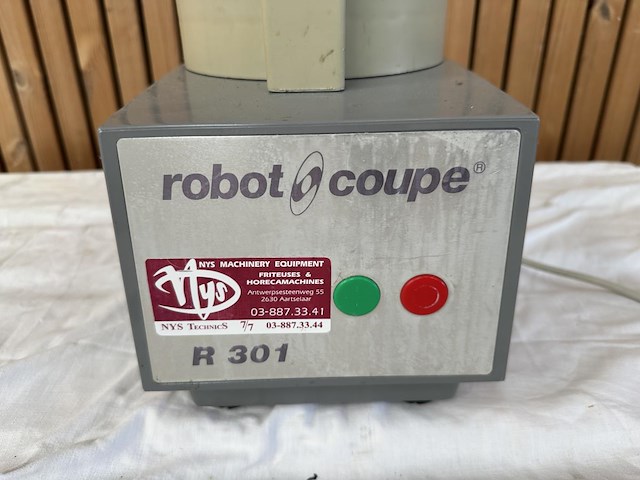 robot coupe®
NYS MACHINERY EQUIPMENT
FRITEUSES &
HORECAMACHINES
Nys
Antwerpsesteenweg 55
2630 Aartselaar
03-887.33.41
NYS TECHNICS 7/7 03-887.33.44
R 301